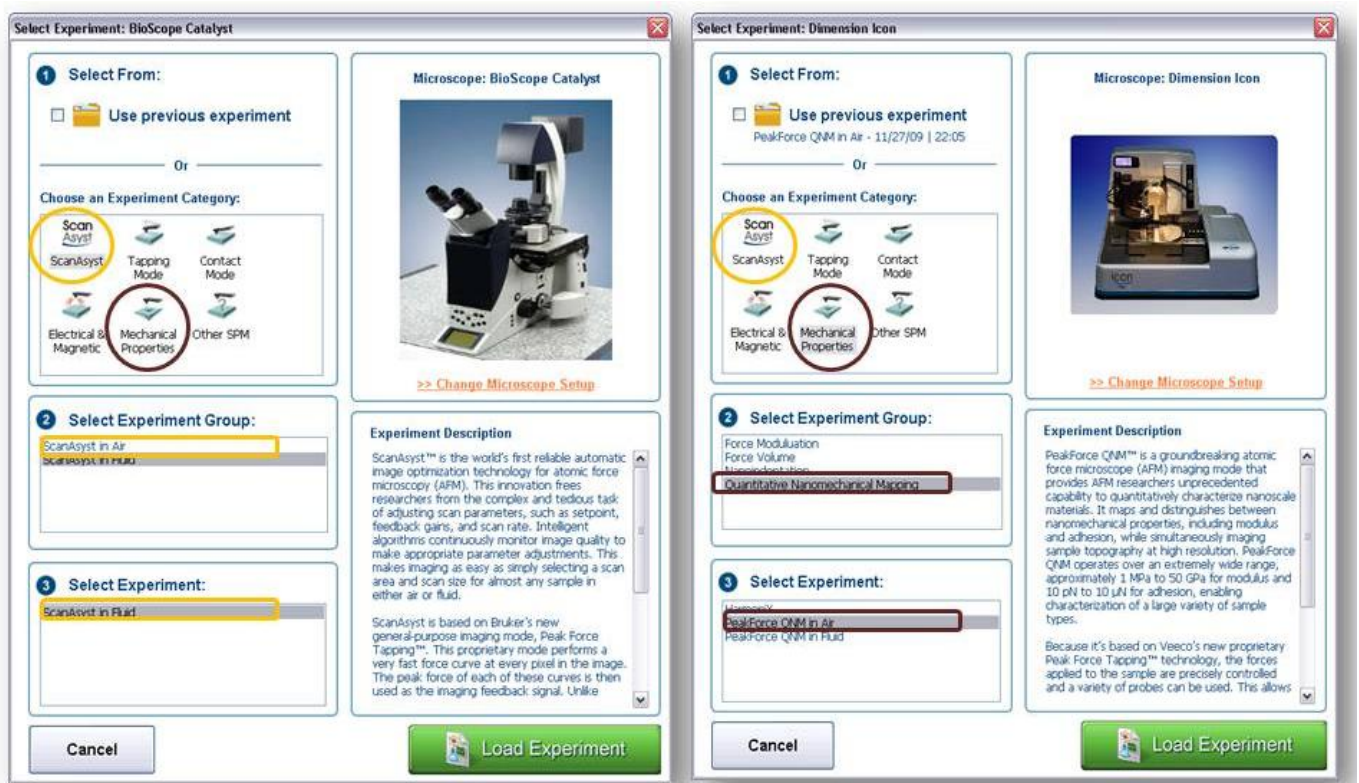 Select Experiment: BioScope Catalyst
1 Select From:
Use previous experiment
Or
Choose an Experiment Category:
Scan
Asyst
ScanAsyst
Tapping
Mode
Contact
Mode
Electrical &
Magnetic
Mechanical
Properties
Other SPM
Microscope: BioScope Catalyst
>> Change Microscope Setup
2 Select Experiment Group:
ScanAsyst in Air
ScanAsyst in Fluid
3 Select Experiment:
ScanAsyst in Fluid
Experiment Description
ScanAsyst™ is the world's first reliable automatic
image optimization technology for atomic force
microscopy (AFM). This innovation frees
researchers from the complex and tedious task
of adjusting scan parameters, such as setpoint,
feedback gains, and scan rate. Intelligent
algorithms continuously monitor image quality to
make appropriate parameter adjustments. This
makes imaging as easy as simply selecting a scan
area and scan size for almost any sample in
either air or fluid.
ScanAsyst is based on Bruker's new
general-purpose imaging mode, Peak Force
Tapping™. This proprietary mode performs a
very fast force curve at every pixel in the image.
The peak force of each of these curves is then
used as the imaging feedback signal. Unlike
Cancel
Load Experiment
Select Experiment: Dimension Icon
1 Select From:
Use previous experiment
PeakForce QNM in Air - 11/27/09 | 22:05
Or
Choose an Experiment Category:
Scan
Asyst
ScanAsyst
Tapping
Mode
Contact
Mode
Electrical &
Magnetic
Mechanical
Properties
Other SPM
Microscope: Dimension Icon
Icon
>> Change Microscope Setup
2 Select Experiment Group:
Force Moduluation
Force Volume
Nanoindentation
Quantitative Nanomechanical Mapping
3 Select Experiment:
HarmoniX
PeakForce QNM in Air
PeakForce QNM in Fluid
Experiment Description
PeakForce QNM™ is a groundbreaking atomic
force microscope (AFM) imaging mode that
provides AFM researchers unprecedented
capability to quantitatively characterize nanoscale
materials. It maps and distinguishes between
nanomechanical properties, including modulus
and adhesion, while simultaneously imaging
sample topography at high resolution. PeakForce
QNM operates over an extremely wide range,
approximately 1 MPa to 50 GPa for modulus and
10 pN to 10 µN for adhesion, enabling
characterization of a large variety of sample
types.
Because it's based on Veeco's new proprietary
Peak Force Tapping™ technology, the forces
applied to the sample are precisely controlled
and a variety of probes can be used. This allows
Cancel
Load Experiment